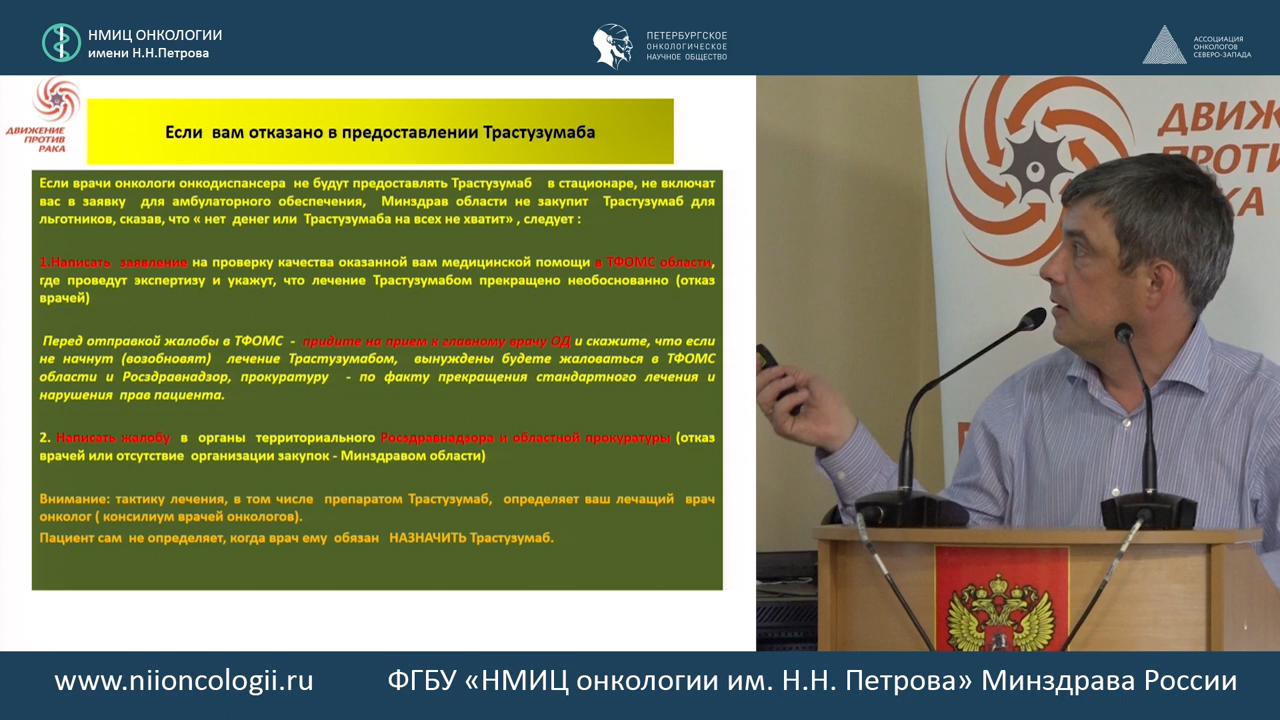 НМИЦ ОНКОЛОГИИ
имени Н.Н.Петрова
ПЕТЕРБУРГСКОЕ
ОНКОЛОГИЧЕСКОЕ
НАУЧНОЕ ОБЩЕСТВО
АССОЦИАЦИЯ
ОНКОЛОГОВ
СЕВЕРО-ЗАПАДА
ДВИЖЕНИЕ
ПРОТИВ
РАКА
Если вам отказано в предоставлении Трастузумаба
Если врачи онкологи онкодиспансера не будут предоставлять Трастузумаб в стационаре, не включат
вас в заявку для амбулаторного обеспечения, Минздрав области не закупит Трастузумаб для
льготников, сказав, что « нет денег или Трастузумаба на всех не хватит» , следует :
1.Написать заявление на проверку качества оказанной вам медицинской помощи в ТФОМС области,
где проведут экспертизу и укажут, что лечение Трастузумабом прекращено необоснованно (отказ
врачей)
Перед отправкой жалобы в ТФОМС - придите на прием к главному врачу ОД и скажите, что если
не начнут (возобновят) лечение Трастузумабом, вынуждены будете жаловаться в ТФОМС
области и Росздравнадзор, прокуратуру - по факту прекращения стандартного лечения и
нарушения прав пациента.
2. Написать жалобу в органы территориального Росздравнадзора и областной прокуратуры (отказ
врачей или отсутствие организации закупок - Минздравом области)
Внимание: тактику лечения, в том числе препаратом Трастузумаб, определяет ваш лечащий врач
онколог ( консилиум врачей онкологов).
Пациент сам не определяет, когда врач ему обязан НАЗНАЧИТЬ Трастузумаб.
ДВИЖ
ПРОТИ
КА
www.niioncologii.ru
ФГБУ «НМИЦ онкологии им. Н.Н. Петрова» Минздрава России